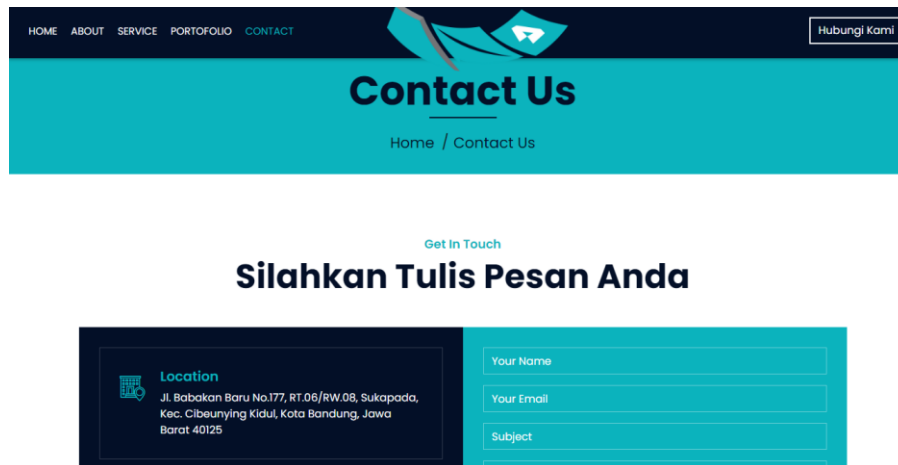 HOME ABOUT SERVICE PORTOFOLIO CONTACT
Hubungi Kami
Contact Us
Home / Contact Us
Get In Touch
Silahkan Tulis Pesan Anda
Location
Jl. Babakan Baru No.177, RT.06/RW.08, Sukapada,
Kec. Cibeunying Kidul, Kota Bandung, Jawa
Barat 40125
Your Name
Your Email
Subject